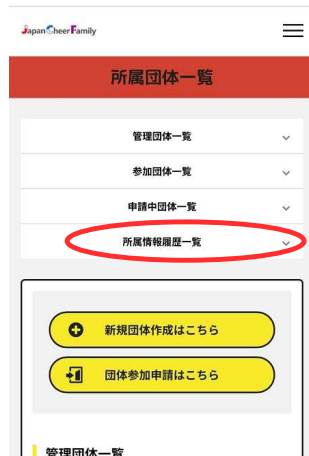 Japan Cheer Family
所属団体一覧
管理団体一覧
参加団体一覧
申請中団体一覧
所属情報履歴一覧
新規団体作成はこちら
団体参加申請はこちら
管理団体一覧